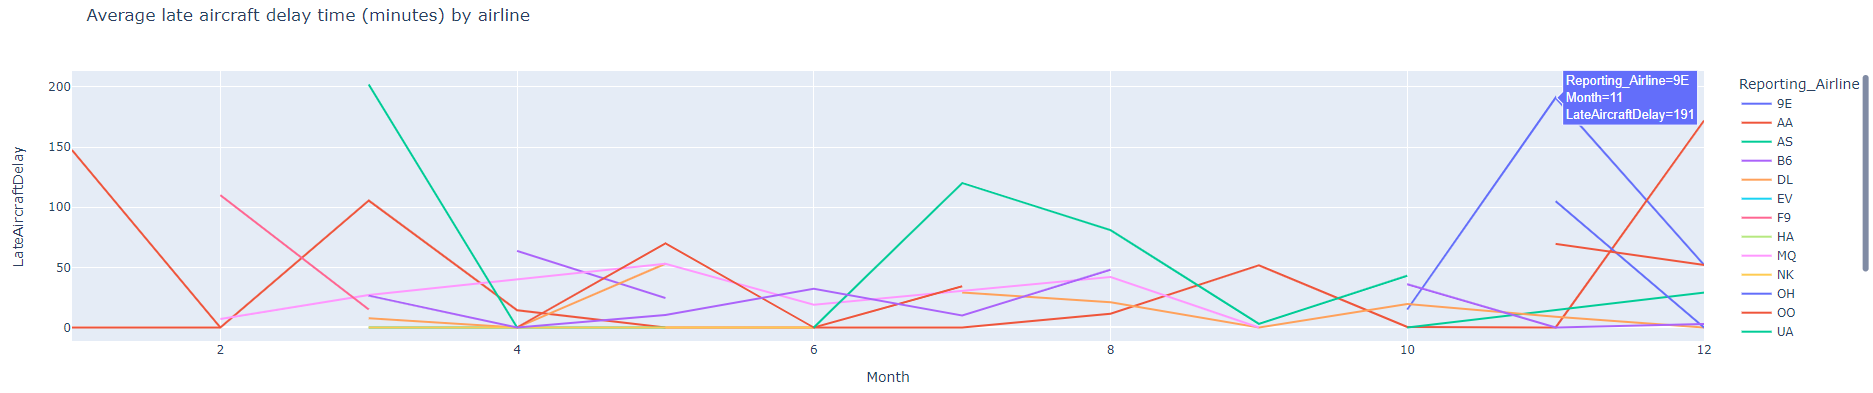 Average late aircraft delay time (minutes) by airline
LateAircraftDelay
200
150
100
50
0
2
4
6
8
10
12
Month
Reporting_Airline=9E
Month=11
LateAircraftDelay=191
Reporting_Airline
9E
AA
AS
B6
DL
EV
F9
HA
MQ
NK
OH
OO
UA